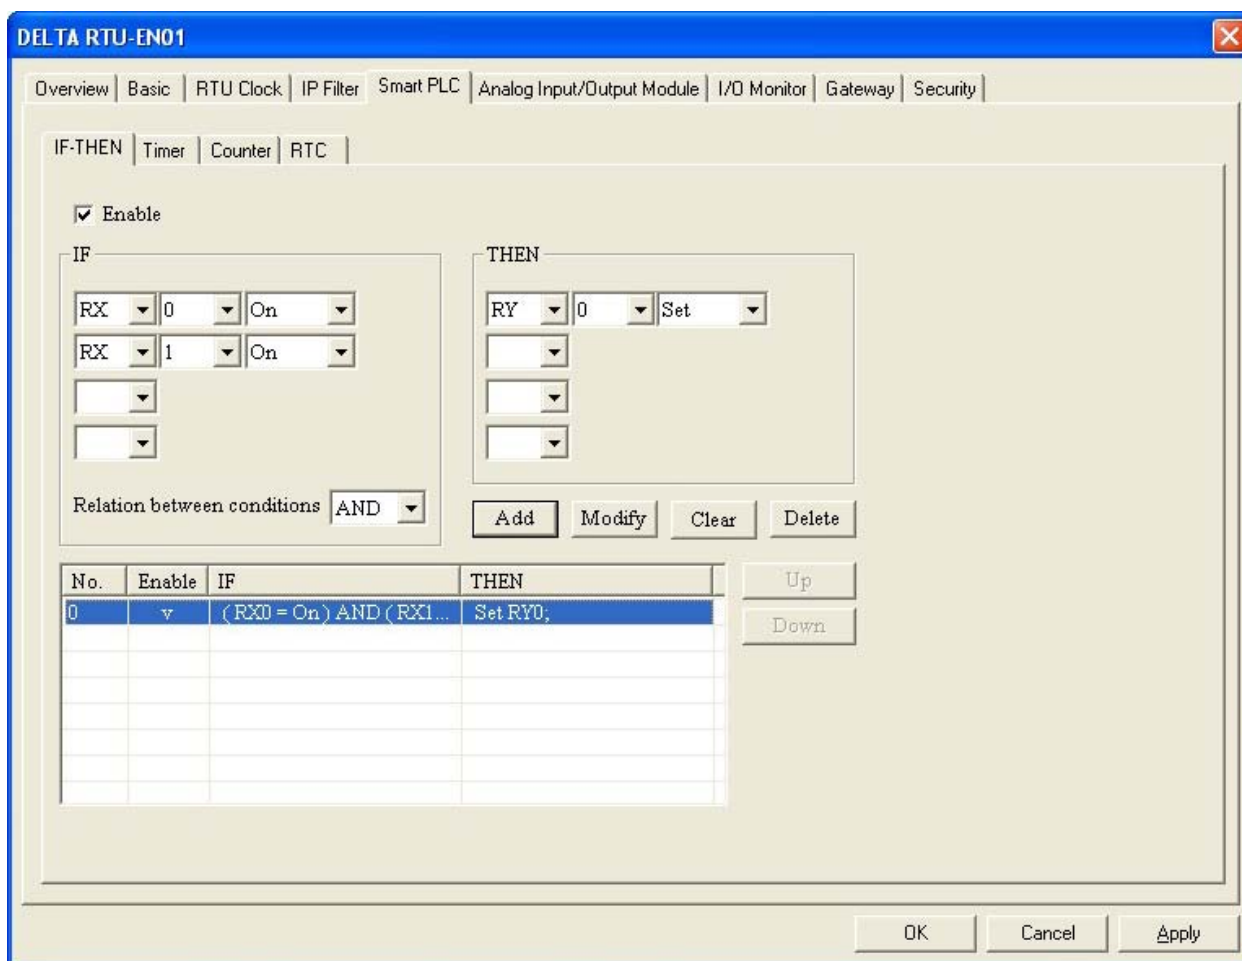 DELTA RTU-EN01
Overview Basic RTU Clock IP Filter Smart PLC Analog Input/Output Module I/O Monitor Gateway Security
IF-THEN Timer Counter RTC
Enable
IF THEN
RX 0 On RY 0 Set
RX 1 On
Relation between conditions AND
Add Modify Clear Delete
No. Enable IF THEN Up
0 v ( RX0 = On ) AND ( RX1... Set RY0;
Down
OK Cancel Apply